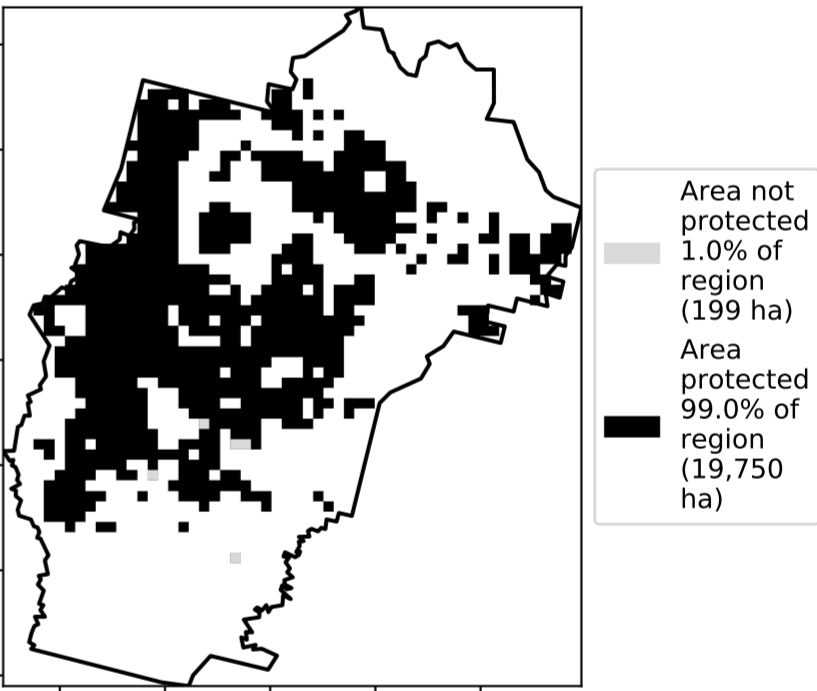 Area not
protected
1.0% of
region
(199 ha)
Area
protected
99.0% of
region
(19,750
ha)